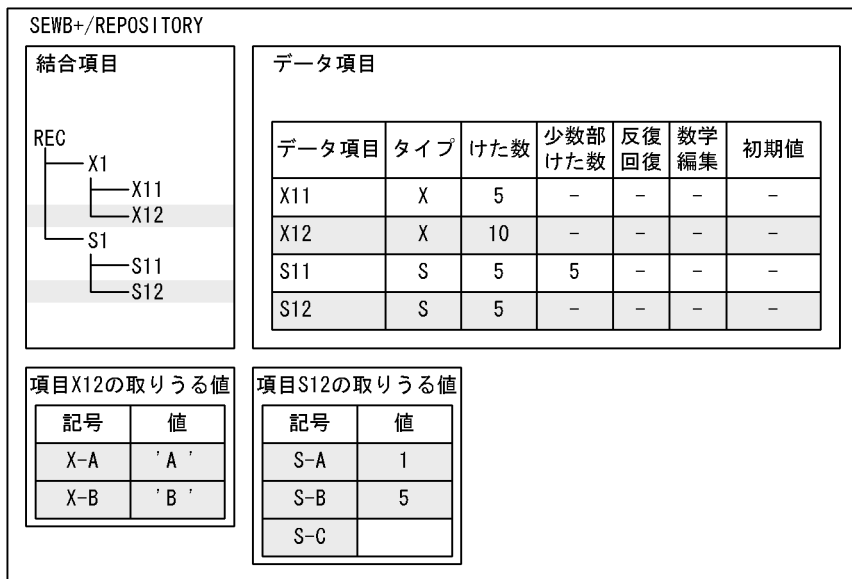 SEWB+/REPOSITORY
結合項目
REC
X1
X11
X12
S1
S11
S12
データ項目
データ項目 タイプ けた数 少数部けた数 反復回復 数学編集 初期値
X11 X 5 − − − −
X12 X 10 − − − −
S11 S 5 5 − − −
S12 S 5 − − − −
項目X12の取りうる値
記号 値
X−A ’A ’
X−B ’B ’
項目S12の取りうる値
記号 値
S−A 1
S−B 5
S−C